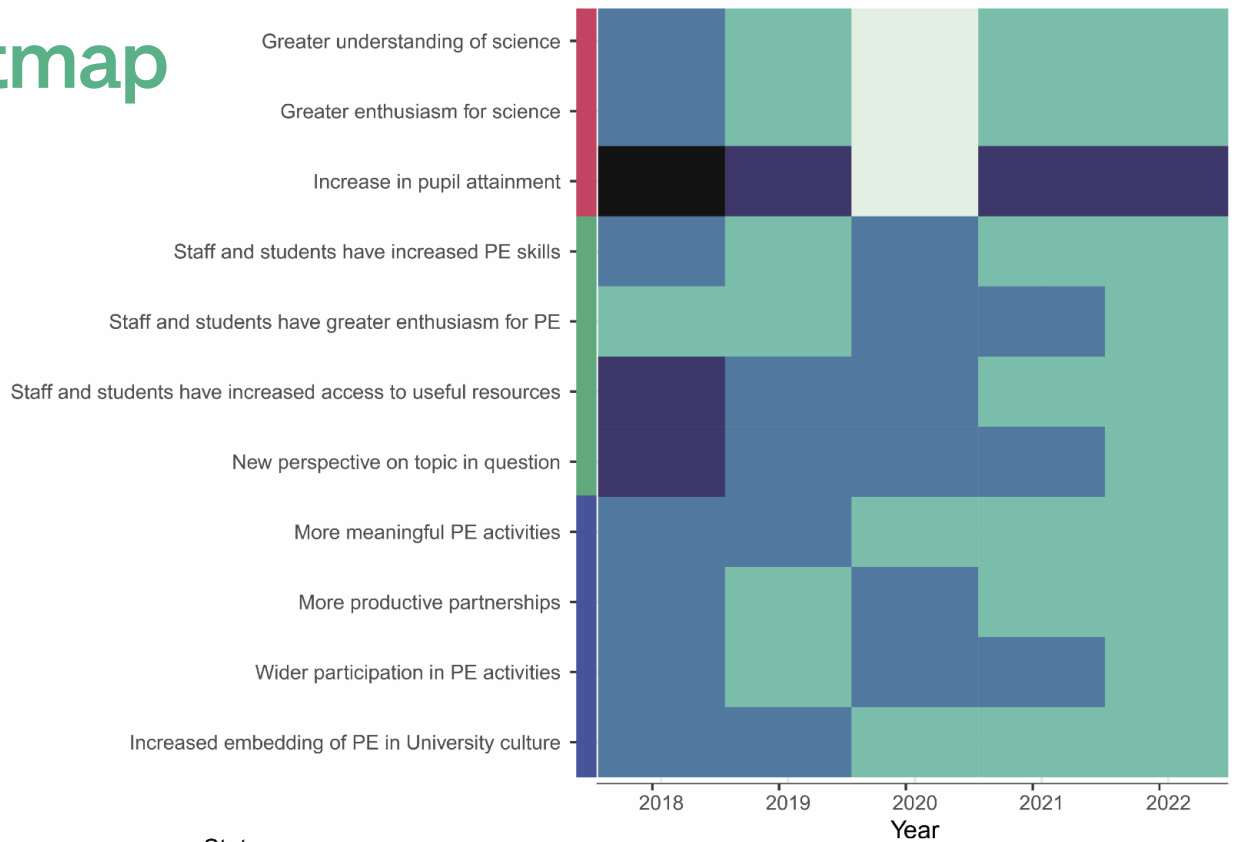 tmap
Greater understanding of science
Greater enthusiasm for science
Increase in pupil attainment
Staff and students have increased PE skills
Staff and students have greater enthusiasm for PE
Staff and students have increased access to useful resources
New perspective on topic in question
More meaningful PE activities
More productive partnerships
Wider participation in PE activities
Increased embedding of PE in University culture
2018 2019 2020 2021 2022
Year